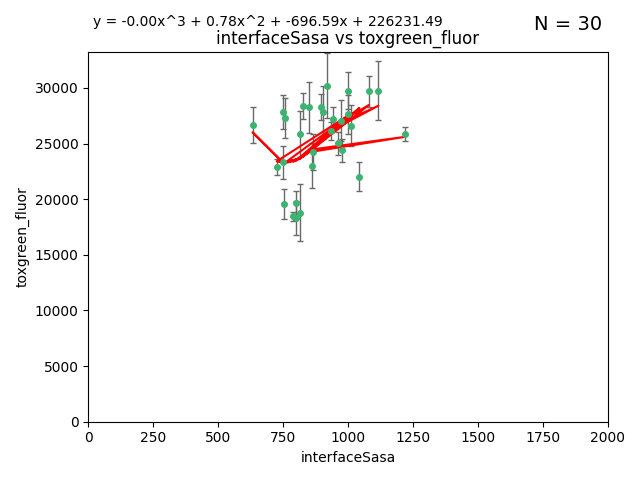 y = -0.00x^3 + 0.78x^2 + -696.59x + 226231.49
N = 30
interfaceSasa vs toxgreen_fluor
30000
25000
20000
15000
10000
5000
0
toxgreen_fluor
0 250 500 750 1000 1250 1500 1750 2000
interfaceSasa